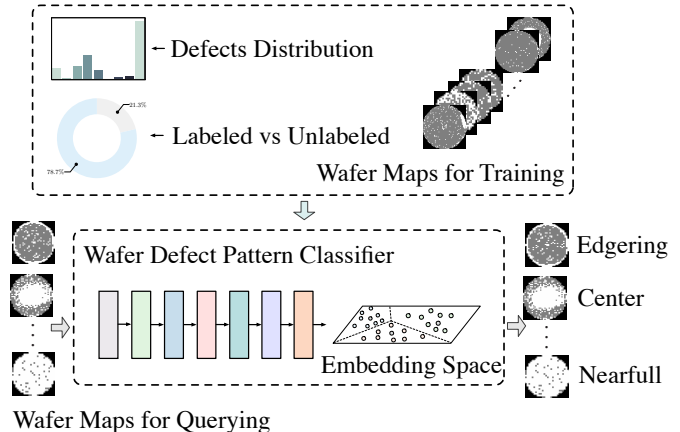 Defects Distribution
21.3%
Labeled vs Unlabeled
78.7%
Wafer Maps for Training
Wafer Defect Pattern Classifier
Embedding Space
Edgering
Center
Nearfull
Wafer Maps for Querying